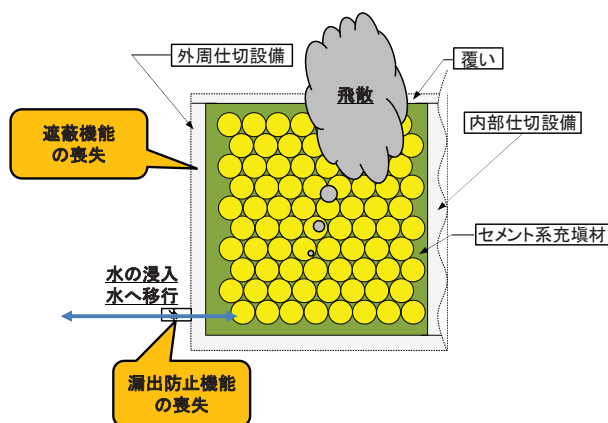 外周仕切設備
飛散
覆い
遮蔽機能
の喪失
内部仕切設備
セメント系充塡材
水の浸入
水へ移行
漏出防止機能
の喪失